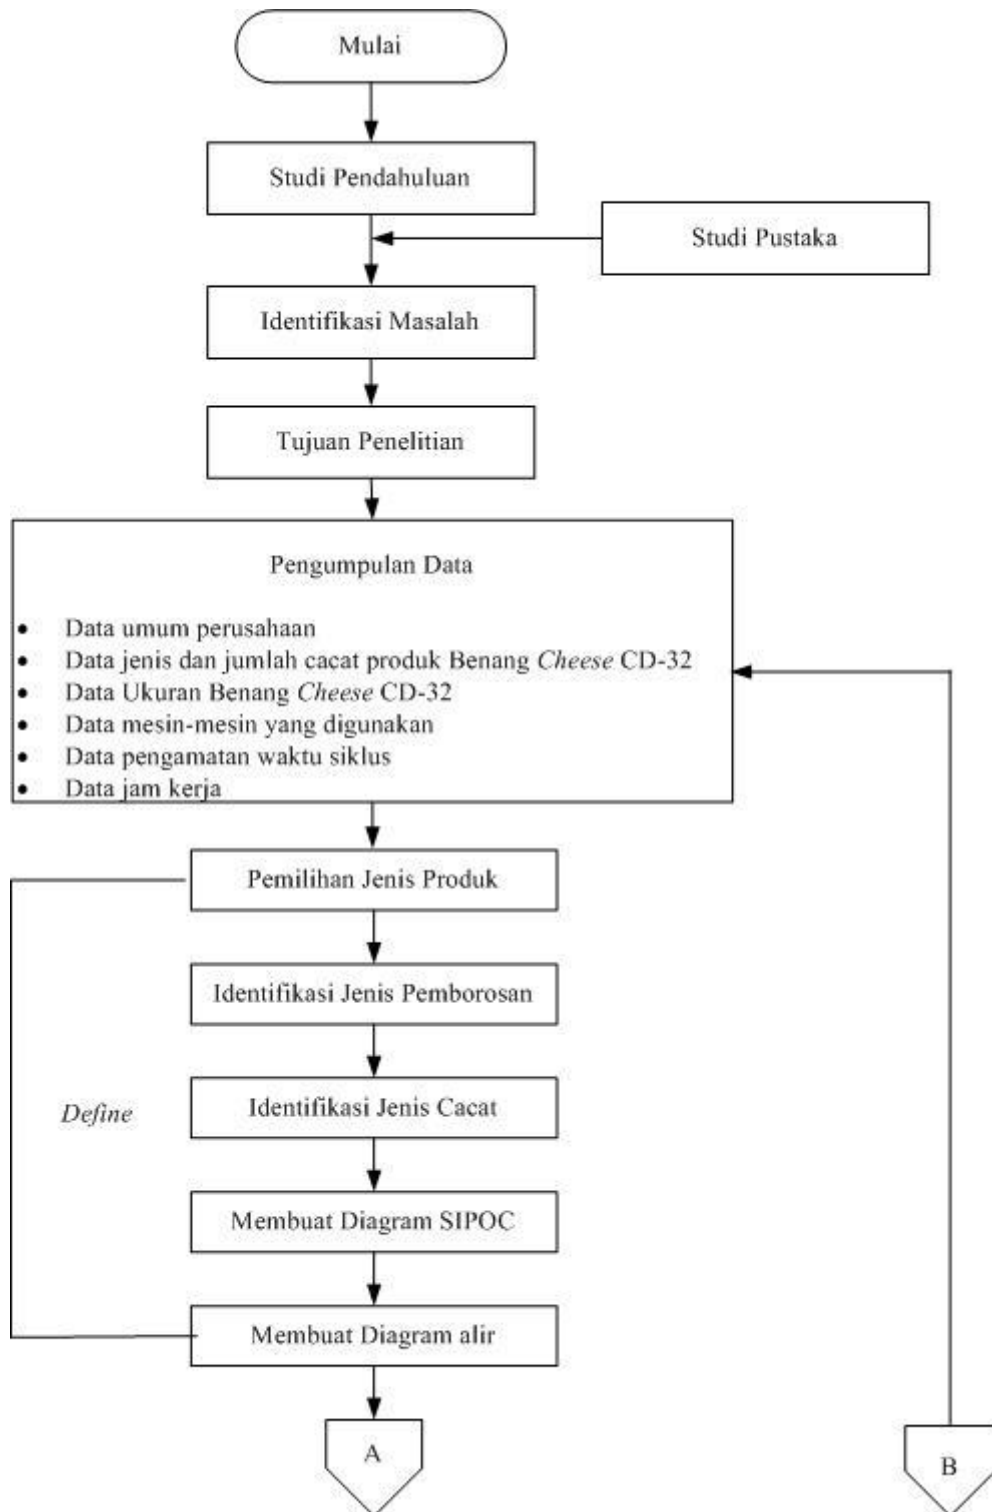 Mulai
Studi Pendahuluan
Studi Pustaka
Identifikasi Masalah
Tujuan Penelitian
Pengumpulan Data
• Data umum perusahaan
• Data jenis dan jumlah cacat produk Benang Cheese CD-32
• Data Ukuran Benang Cheese CD-32
• Data mesin-mesin yang digunakan
• Data pengamatan waktu siklus
• Data jam kerja
Pemilihan Jenis Produk
Identifikasi Jenis Pemborosan
Identifikasi Jenis Cacat
Define
Membuat Diagram SIPOC
Membuat Diagram alir
A
B